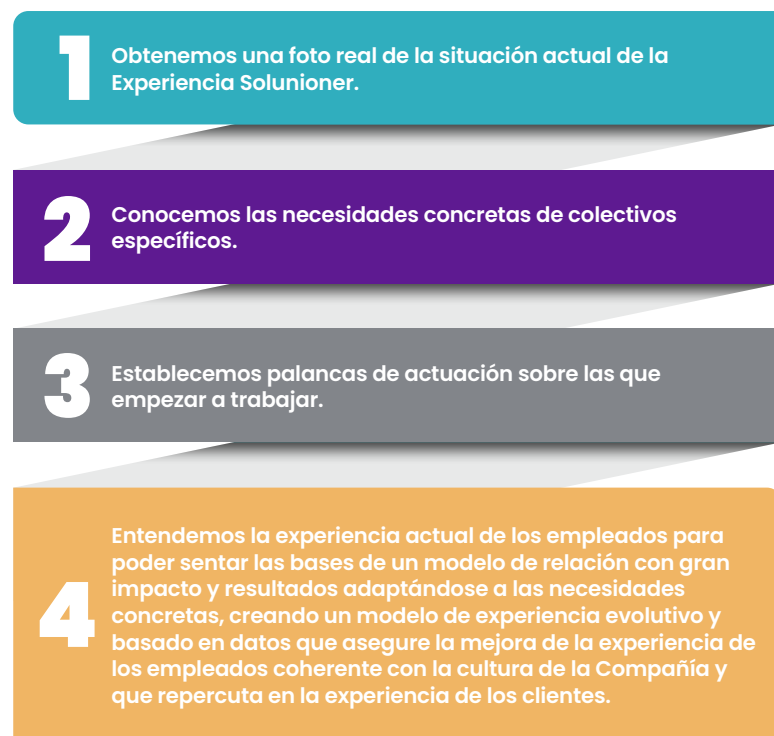 1
Obtenemos una foto real de la situación actual de la
Experiencia Solunioner.
2
Conocemos las necesidades concretas de colectivos
específicos.
3
Establecemos palancas de actuación sobre las que
empezar a trabajar.
4
Entendemos la experiencia actual de los empleados para
poder sentar las bases de un modelo de relación con gran
impacto y resultados adaptándose a las necesidades
concretas, creando un modelo de experiencia evolutivo y
basado en datos que asegure la mejora de la experiencia de
los empleados coherente con la cultura de la Compañía y
que repercuta en la experiencia de los clientes.